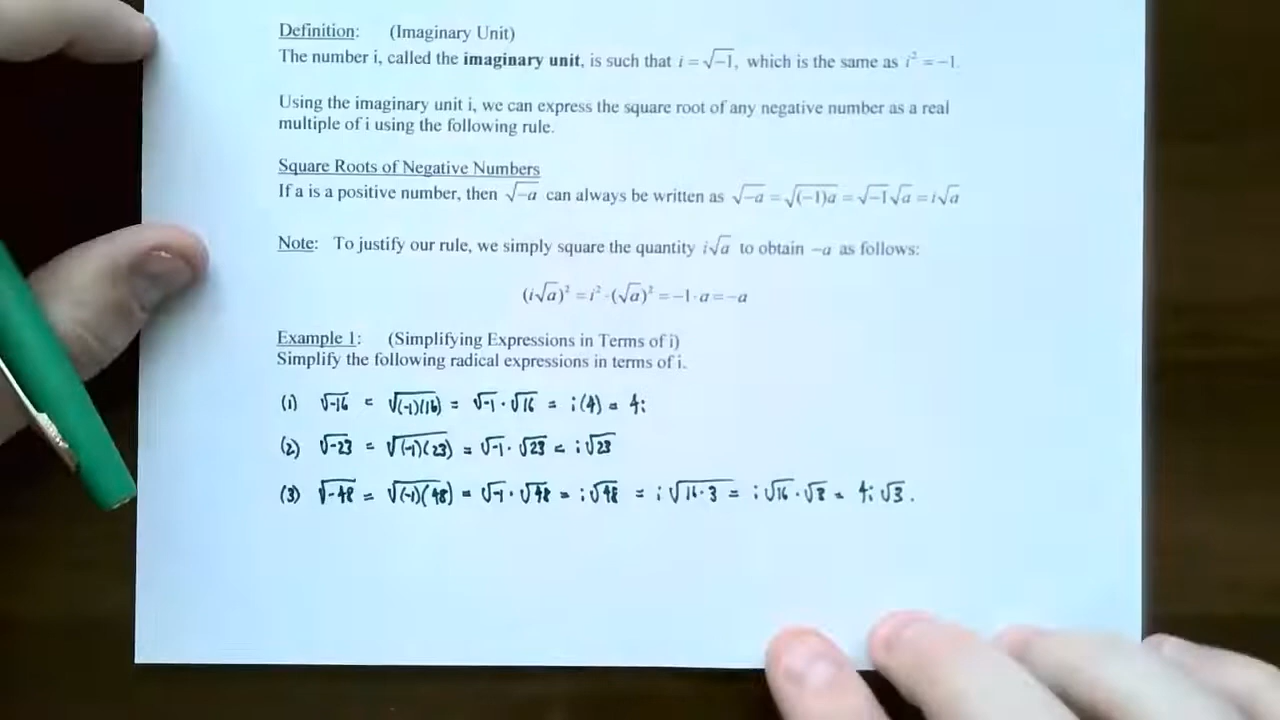 Definition: (Imaginary Unit)
The number i, called the imaginary unit, is such that i = √-1, which is the same as i² = -1.
Using the imaginary unit i, we can express the square root of any negative number as a real
multiple of i using the following rule.
Square Roots of Negative Numbers
If a is a positive number, then √-a can always be written as √-a = √(-1)a = √-1√a = i√a
Note: To justify our rule, we simply square the quantity i√a to obtain -a as follows:
(i√a)² = i²·(√a)² = -1·a = -a
Example 1: (Simplifying Expressions in Terms of i)
Simplify the following radical expressions in terms of i.
(1) √-16 = √(-1)(16) = √-1 · √16 = i(4) = 4i
(2) √-23 = √(-1)(23) = √-1 · √23 = i√23
(3) √-48 = √(-1)(48) = √-1 · √48 = i√48 = i√16·3 = i√16 · √3 = 4i√3.